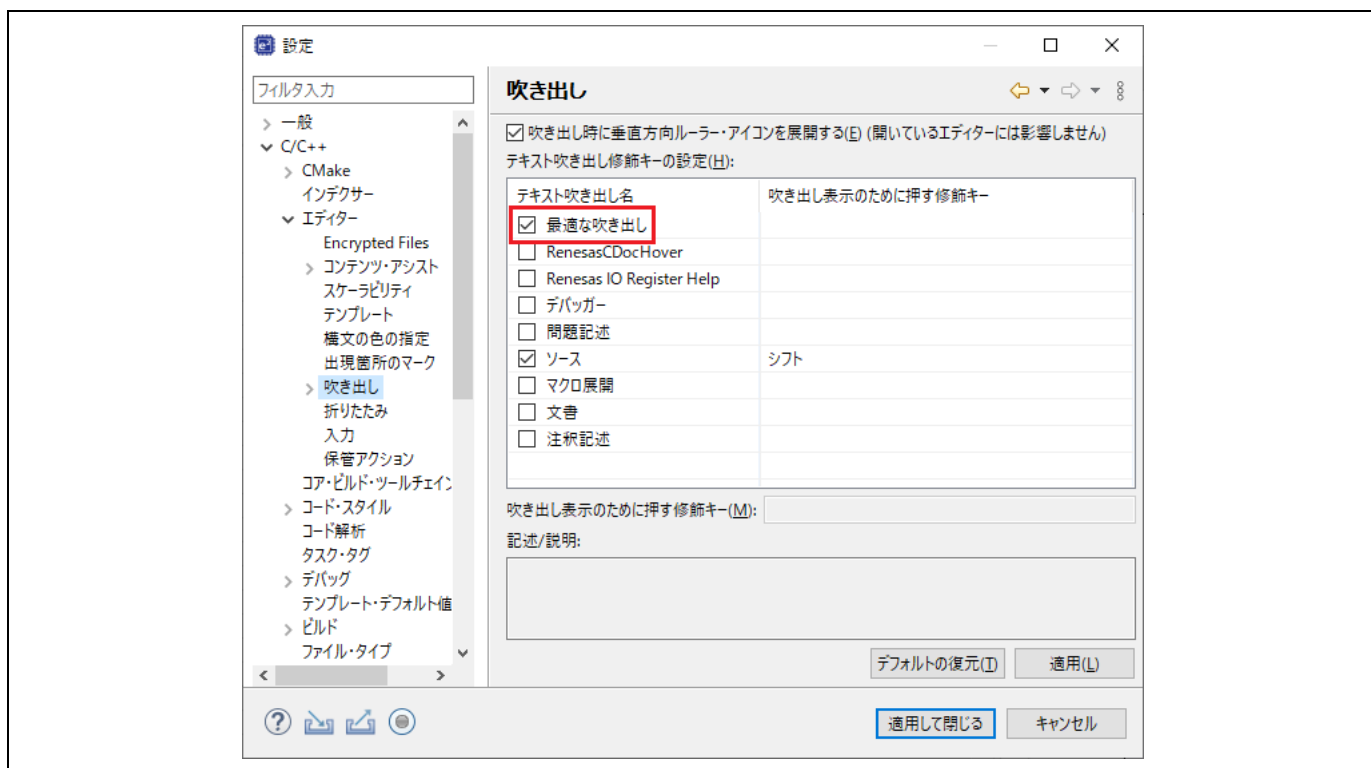 設定
フィルタ入力
一般
C/C++
CMake
インデクサー
エディター
Encrypted Files
コンテンツ・アシスト
スケーラビリティ
テンプレート
構文の色の指定
出現箇所のマーク
吹き出し
折りたたみ
入力
保管アクション
コア・ビルド・ツールチェイン
コード・スタイル
コード解析
タスク・タグ
デバッグ
テンプレート・デフォルト値
ビルド
ファイル・タイプ
吹き出し
吹き出し時に垂直方向ルーラー・アイコンを展開する(E) (開いているエディターには影響しません)
テキスト吹き出し修飾キーの設定(H):
テキスト吹き出し名 吹き出し表示のために押す修飾キー
最適な吹き出し
RenesasCDocHover
Renesas IO Register Help
デバッガー
問題記述
ソース シフト
マクロ展開
文書
注釈記述
吹き出し表示のために押す修飾キー(M):
記述/説明:
デフォルトの復元(T) 適用(L)
適用して閉じる キャンセル